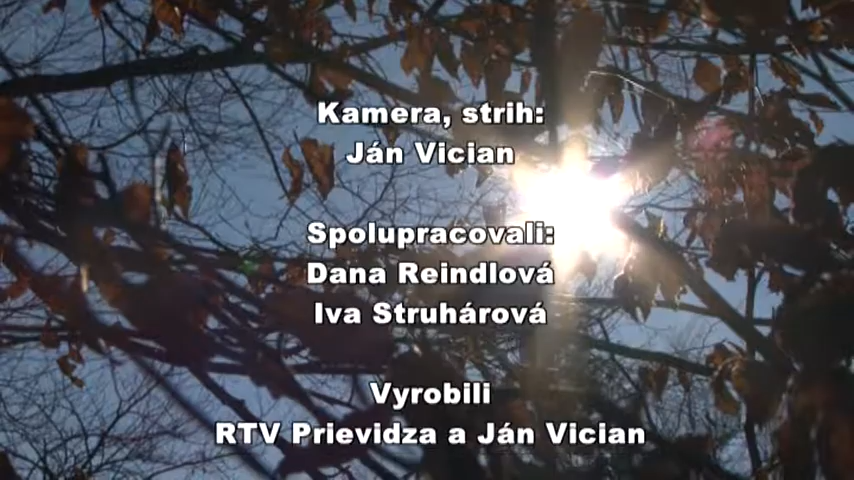 Kamera, strih:
Ján Vician
Spolupracovali:
Dana Reindlová
Iva Struhárová
Vyrobili
RTV Prievidza a Ján Vician